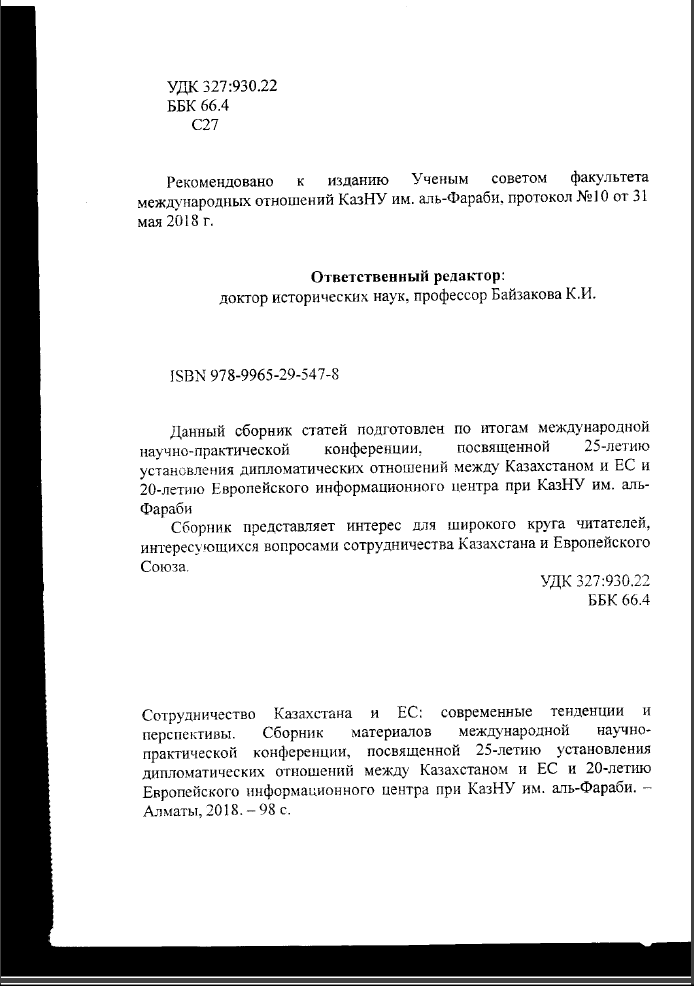 УДК 327:930.22
ББК 66.4
С27
Рекомендовано к изданию Ученым советом факультета
международных отношений КазНУ им. аль-Фараби, протокол №10 от 31
мая 2018 г.
Ответственный редактор:
доктор исторических наук, профессор Байзакова К.И.
ISBN 978-9965-29-547-8
Данный сборник статей подготовлен по итогам международной
научно-практической конференции, посвященной 25-летию
установления дипломатических отношений между Казахстаном и ЕС и
20-летию Европейского информационного центра при КазНУ им. аль-
Фараби
Сборник представляет интерес для широкого круга читателей,
интересующихся вопросами сотрудничества Казахстана и Европейского
Союза.
УДК 327:930.22
ББК 66.4
Сотрудничество Казахстана и ЕС: современные тенденции и
перспективы. Сборник материалов международной научно-
практической конференции, посвященной 25-летию установления
дипломатических отношений между Казахстаном и ЕС и 20-летию
Европейского информационного центра при КазНУ им. аль-Фараби. –
Алматы, 2018. – 98 с.